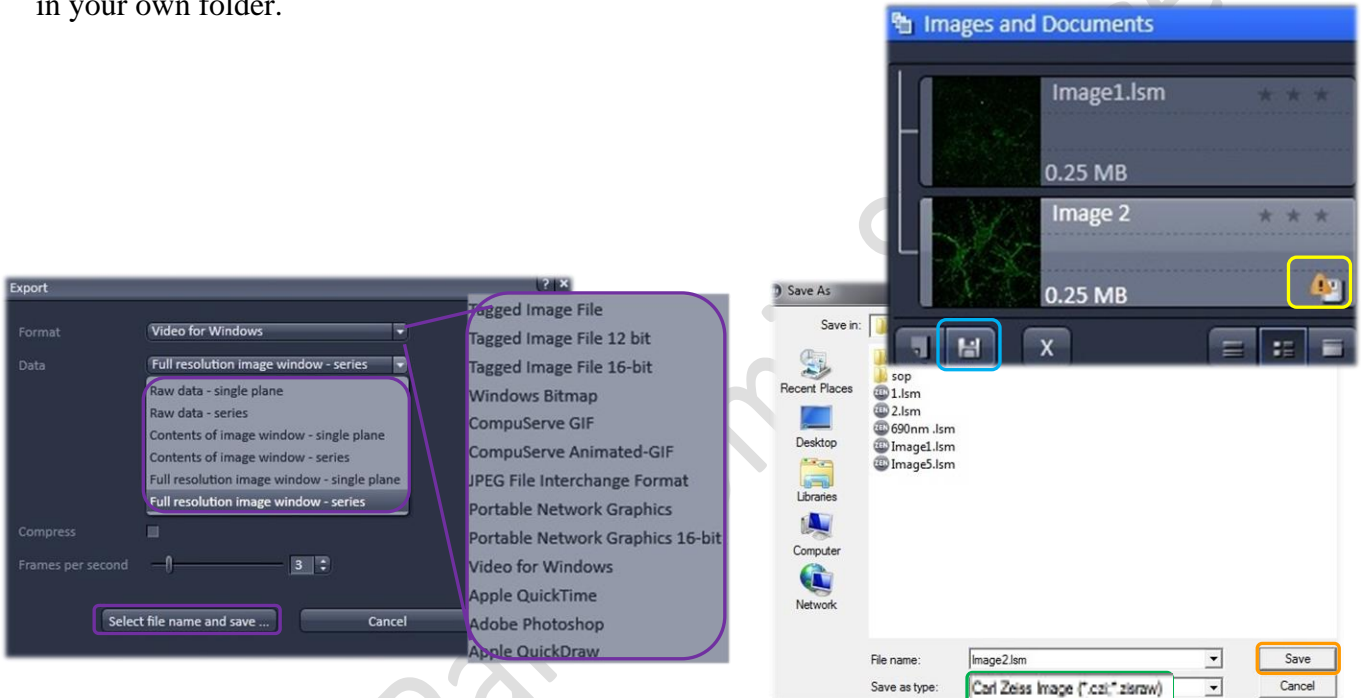 in your own folder.
Images and Documents
Image1.lsm
0.25 MB
Image 2
0.25 MB
X
Export
? ×
Format
Video for Windows
Data
Full resolution image window - series
Raw data - single plane
Raw data - series
Contents of image window - single plane
Contents of image window - series
Full resolution image window - single plane
Full resolution image window - series
Compress
Frames per second
3
Select file name and save ...
Cancel
Tagged Image File
Tagged Image File 12 bit
Tagged Image File 16-bit
Windows Bitmap
CompuServe GIF
CompuServe Animated-GIF
JPEG File Interchange Format
Portable Network Graphics
Portable Network Graphics 16-bit
Video for Windows
Apple QuickTime
Adobe Photoshop
Apple QuickDraw
Save As
Save in:
Recent Places
Desktop
Libraries
Computer
Network
sop
1.lsm
2.lsm
690nm .lsm
Image1.lsm
Image5.lsm
File name:
Image2.lsm
Save
Save as type:
Carl Zeiss Image (*.czi;*.zisraw)
Cancel